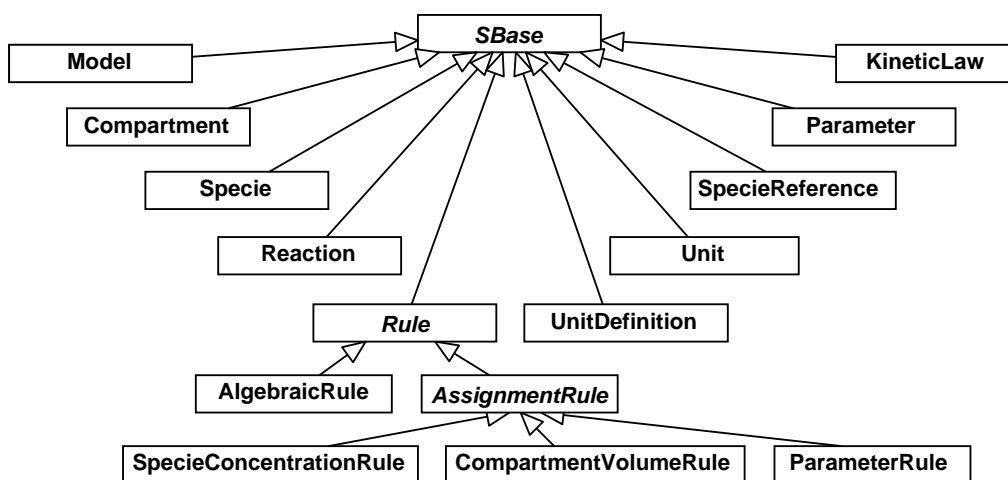 SBase
Model
KineticLaw
Compartment
Parameter
Specie
SpecieReference
Reaction
Unit
Rule
UnitDefinition
AlgebraicRule
AssignmentRule
SpecieConcentrationRule
CompartmentVolumeRule
ParameterRule